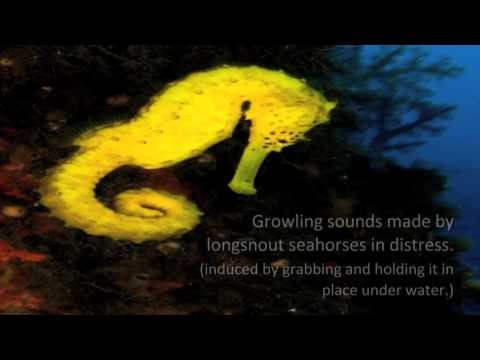 Growling sounds made by
longsnout seahorses in distress.
(induced by grabbing and holding it in
place under water.)